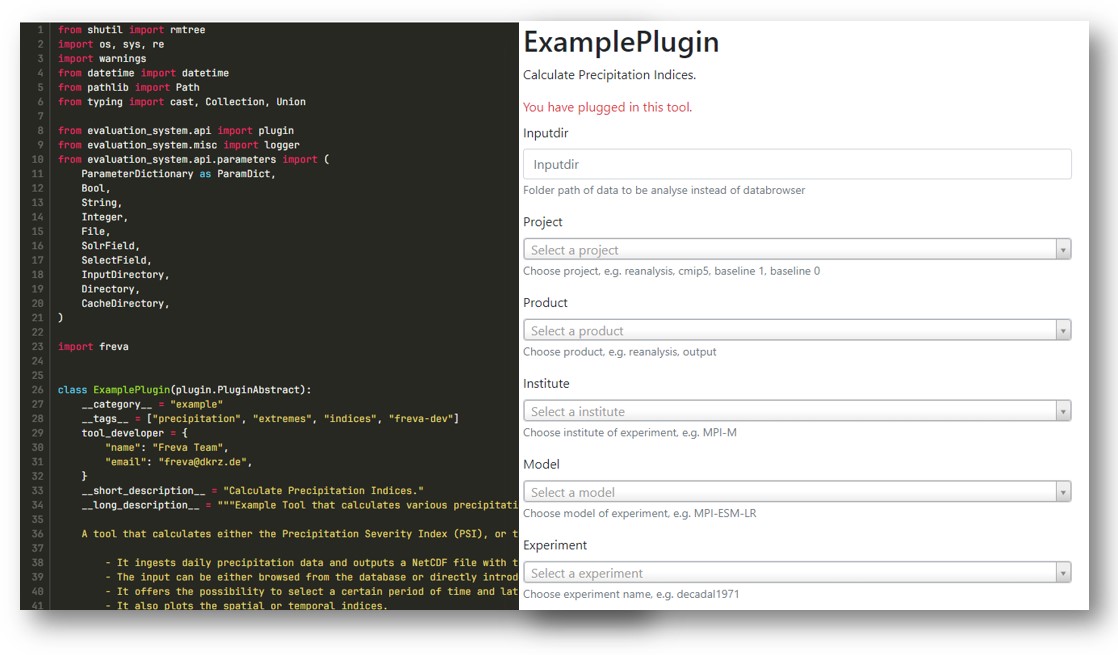 1 from shutil import rmtree
2 import os, sys, re
3 import warnings
4 from datetime import datetime
5 from pathlib import Path
6 from typing import cast, Collection, Union
7
8 from evaluation_system.api import plugin
9 from evaluation_system.misc import logger
10 from evaluation_system.api.parameters import (
11     ParameterDictionary as ParamDict,
12     Bool,
13     String,
14     Integer,
15     File,
16     SolrField,
17     SelectField,
18     InputDirectory,
19     Directory,
20     CacheDirectory,
21 )
22
23 import freva
24
25
26 class ExamplePlugin(plugin.PluginAbstract):
27     __category__ = "example"
28     __tags__ = ["precipitation", "extremes", "indices", "freva-dev"]
29     tool_developer = {
30         "name": "Freva Team",
31         "email": "freva@dkrz.de",
32     }
33     __short_description__ = "Calculate Precipitation Indices."
34     __long_description__ = """Example Tool that calculates various precipitati
35
36     A tool that calculates either the Precipitation Severity Index (PSI), or t
37
38         - It ingests daily precipitation data and outputs a NetCDF file with t
39         - The input can be either browsed from the database or directly introd
40         - It offers the possibility to select a certain period of time and lat
41         - It also plots the spatial or temporal indices.
ExamplePlugin
Calculate Precipitation Indices.
You have plugged in this tool.
Inputdir
Inputdir
Folder path of data to be analyse instead of databrowser
Project
Select a project
Choose project, e.g. reanalysis, cmip5, baseline 1, baseline 0
Product
Select a product
Choose product, e.g. reanalysis, output
Institute
Select a institute
Choose institute of experiment, e.g. MPI-M
Model
Select a model
Choose model of experiment, e.g. MPI-ESM-LR
Experiment
Select a experiment
Choose experiment name, e.g. decadal1971